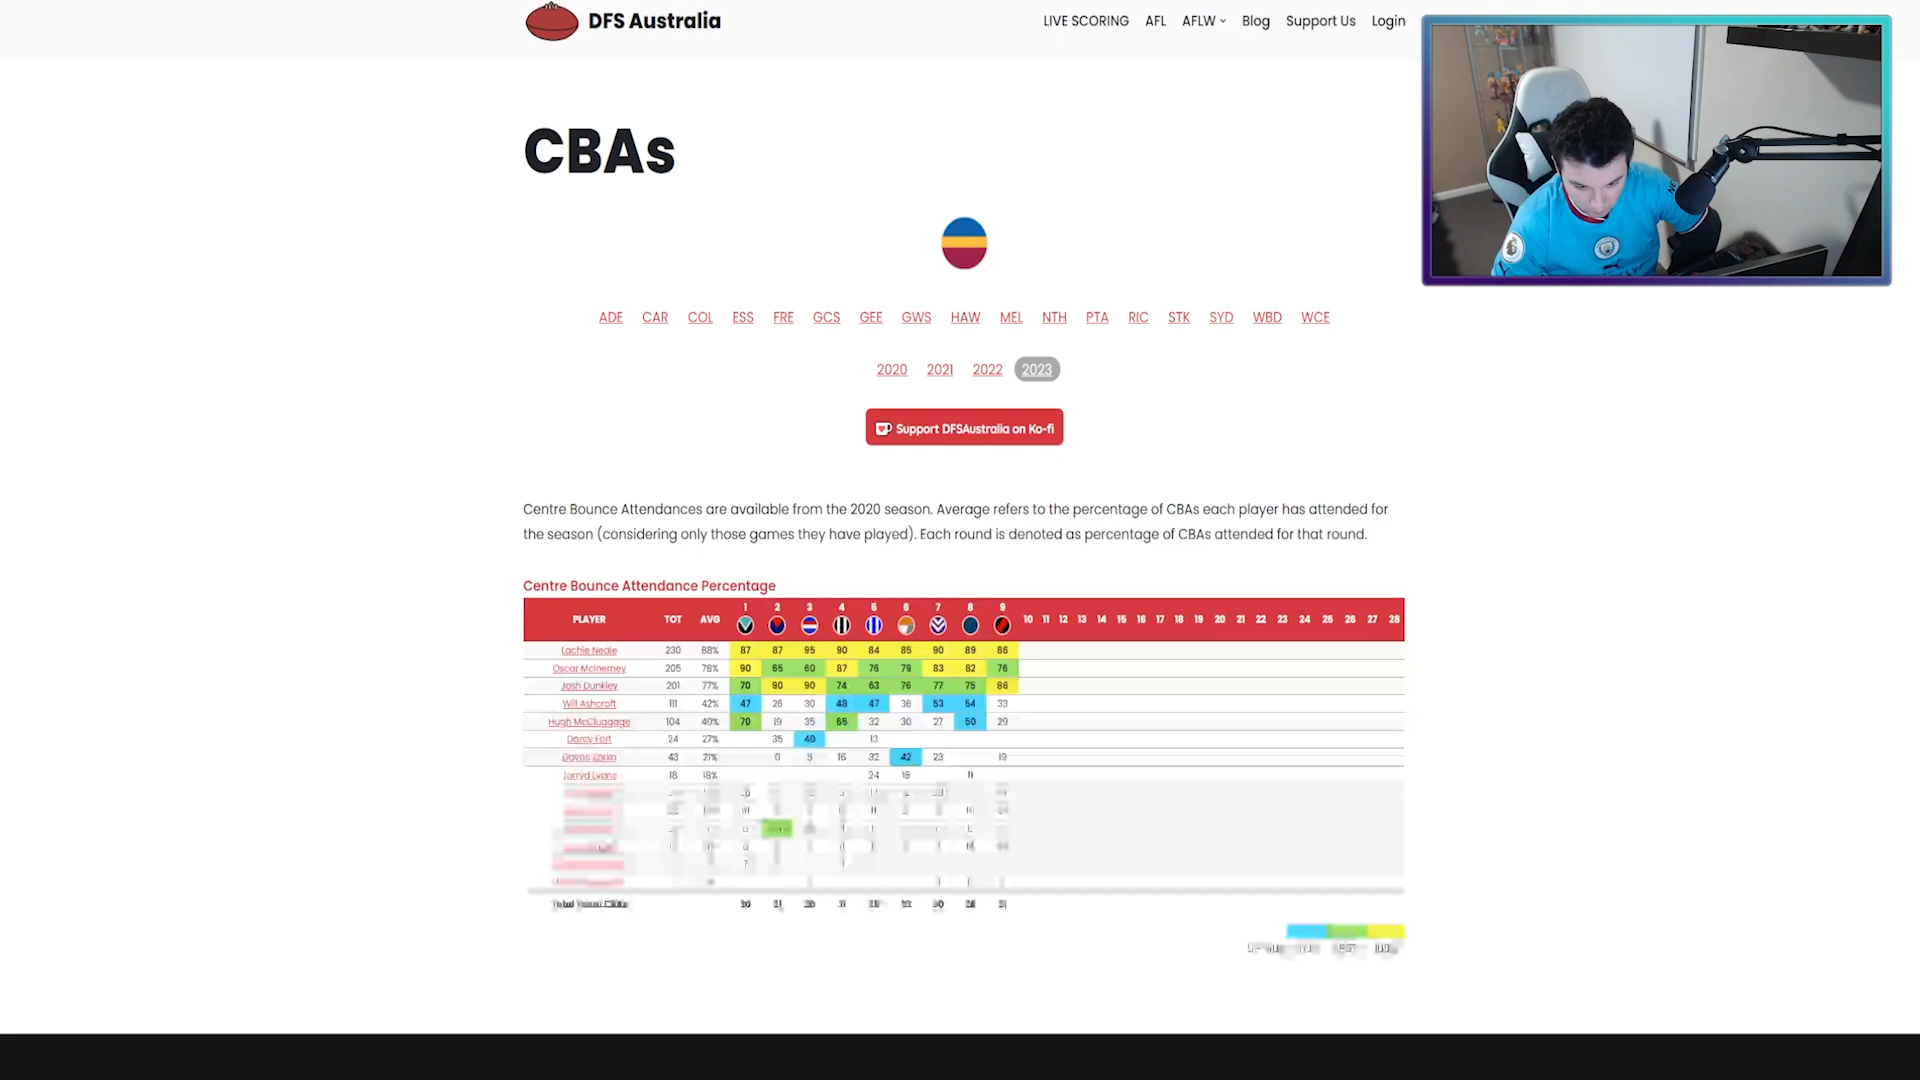 DFS Australia
LIVE SCORING AFL AFLW Blog Support Us Login
CBAs
ADE CAR COL ESS FRE GCS GEE GWS HAW MEL NTH PTA RIC STK SYD WBD WCE
2020 2021 2022 2023
Support DFSAustralia on Ko-fi
Centre Bounce Attendances are available from the 2020 season. Average refers to the percentage of CBAs each player has attended for
the season (considering only those games they have played). Each round is denoted as percentage of CBAs attended for that round.
Centre Bounce Attendance Percentage
PLAYER TOT AVG 1 2 3 4 5 6 7 8 9 10 11 12 13 14 15 16 17 18 19 20 21 22 23 24 25 26 27 28
Lachie Neale 230 88% 87 87 95 90 84 85 90 89 86
Oscar McInerney 205 78% 90 65 60 87 76 79 83 82 76
Josh Dunkley 201 77% 70 90 90 74 63 76 77 75 86
Will Ashcroft 111 42% 47 26 30 48 47 36 53 54 33
Hugh McCluggage 104 40% 70 19 35 65 32 30 27 50 29
Darcy Fort 24 27% 35 40 13
43 21% 0 5 16 32 42 23 19
18 18% 24 18 11